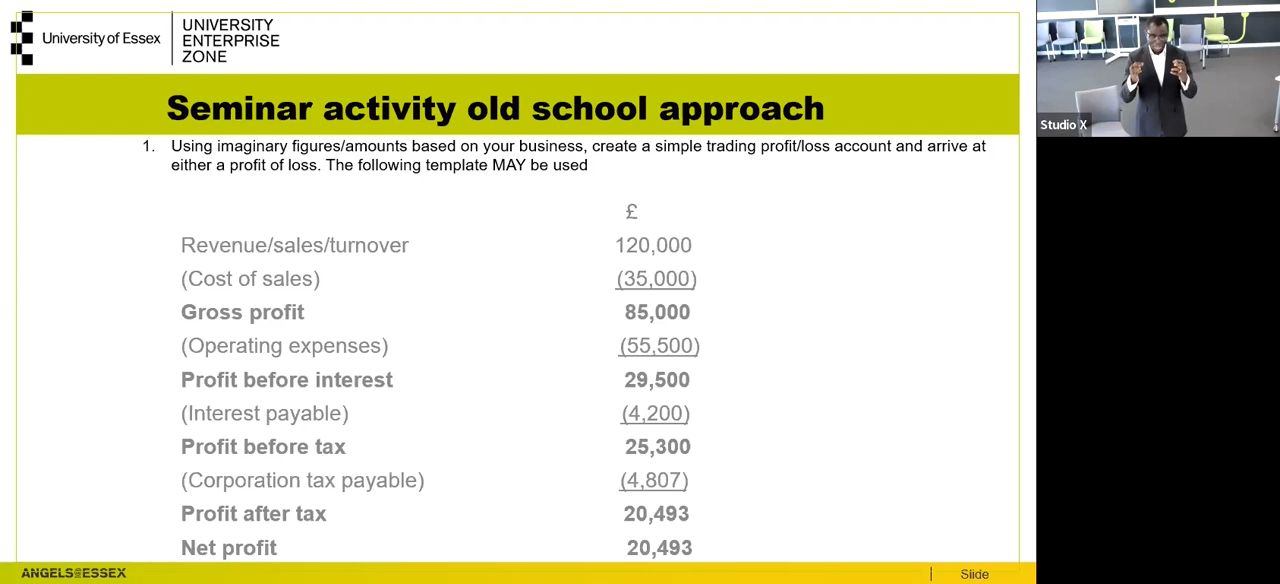 University of Essex
UNIVERSITY
ENTERPRISE
ZONE
Seminar activity old school approach
1. Using imaginary figures/amounts based on your business, create a simple trading profit/loss account and arrive at
either a profit of loss. The following template MAY be used
£
Revenue/sales/turnover 120,000
(Cost of sales) (35,000)
Gross profit 85,000
(Operating expenses) (55,500)
Profit before interest 29,500
(Interest payable) (4,200)
Profit before tax 25,300
(Corporation tax payable) (4,807)
Profit after tax 20,493
Net profit 20,493
ANGELS@ESSEX
Slide
Studio X